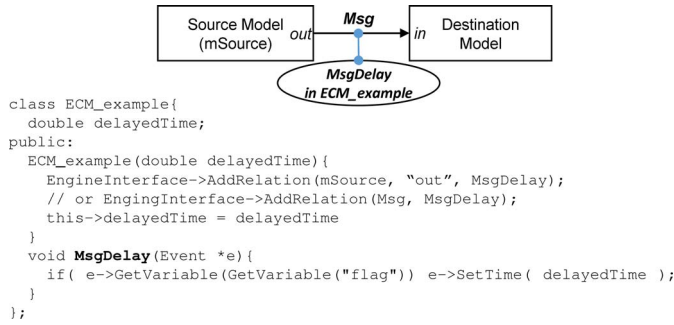 Source Model out Msg in Destination
(mSource) Model
MsgDelay
in ECM_example
class ECM_example{
double delayedTime;
public:
ECM_example(double delayedTime){
EngineInterface->AddRelation(mSource, “out”, MsgDelay);
// or EngingInterface->AddRelation(Msg, MsgDelay);
this->delayedTime = delayedTime
}
void MsgDelay(Event *e){
if( e->GetVariable(GetVariable("flag")) e->SetTime( delayedTime );
}
};